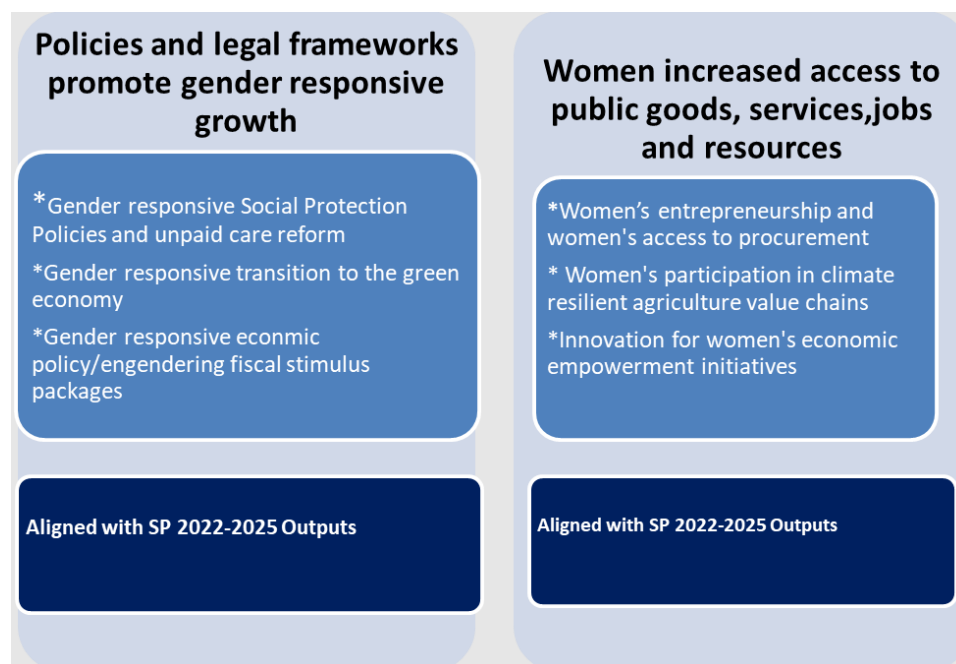 Policies and legal frameworks
promote gender responsive
growth
*Gender responsive Social Protection
Policies and unpaid care reform
*Gender responsive transition to the green
economy
*Gender responsive econmic
policy/engendering fiscal stimulus
packages
Aligned with SP 2022-2025 Outputs
Women increased access to
public goods, services,jobs
and resources
*Women’s entrepreneurship and
women's access to procurement
* Women's participation in climate
resilient agriculture value chains
*Innovation for women's economic
empowerment initiatives
Aligned with SP 2022-2025 Outputs